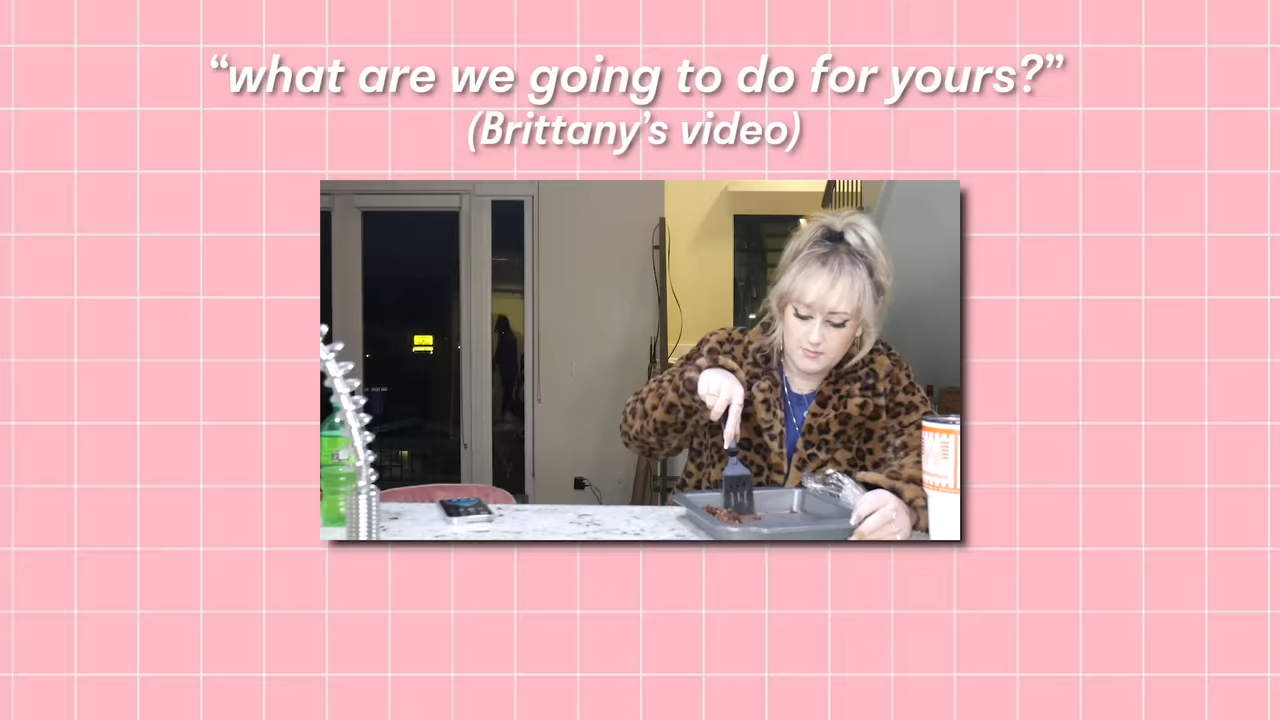 “what are we going to do for yours?”
(Brittany’s video)